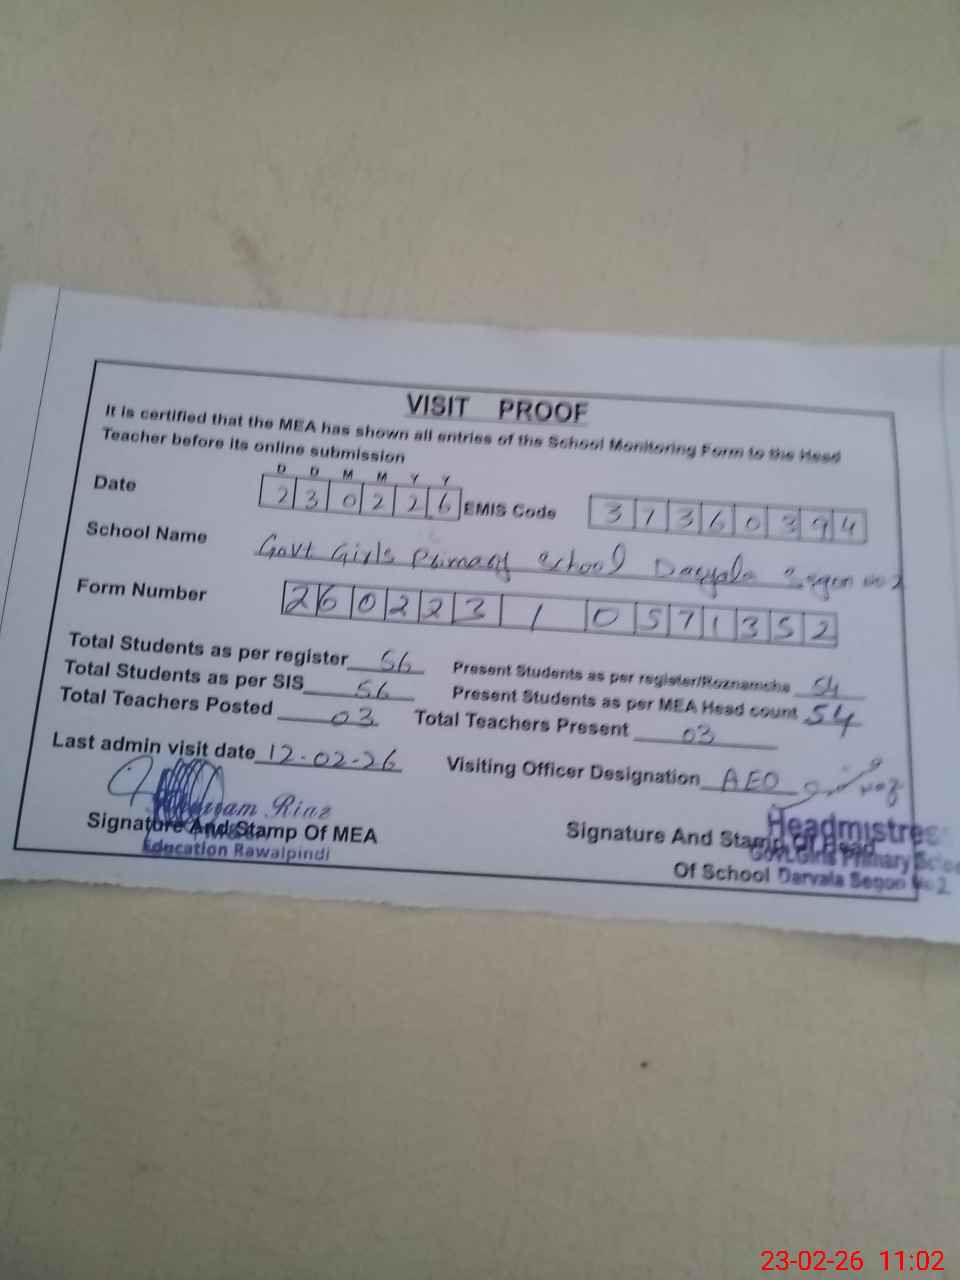 VISIT PROOF
It is certified that the MEA has shown all entries of the School Monitoring Form to the Head
Teacher before its online submission
D D M M Y Y
Date 2 3 0 2 2 6 EMIS Code 3 7 3 6 0 3 9 4
School Name Govt Girls Primary School Daryala Segon no 2
Form Number 2 6 0 2 2 3 1 0 5 7 1 3 5 2
Total Students as per register 56 Present Students as per register/Roznamcha 54
Total Students as per SIS 56 Present Students as per MEA Head count 54
Total Teachers Posted 03 Total Teachers Present 03
Last admin visit date 12-02-26 Visiting Officer Designation AEO
Riaz
Signature And Stamp Of MEA
Education Rawalpindi
Headmistres
Signature And Stamp Of Head
Govt.Girls Primary
Of School Daryala Segon No 2
23-02-26 11:02